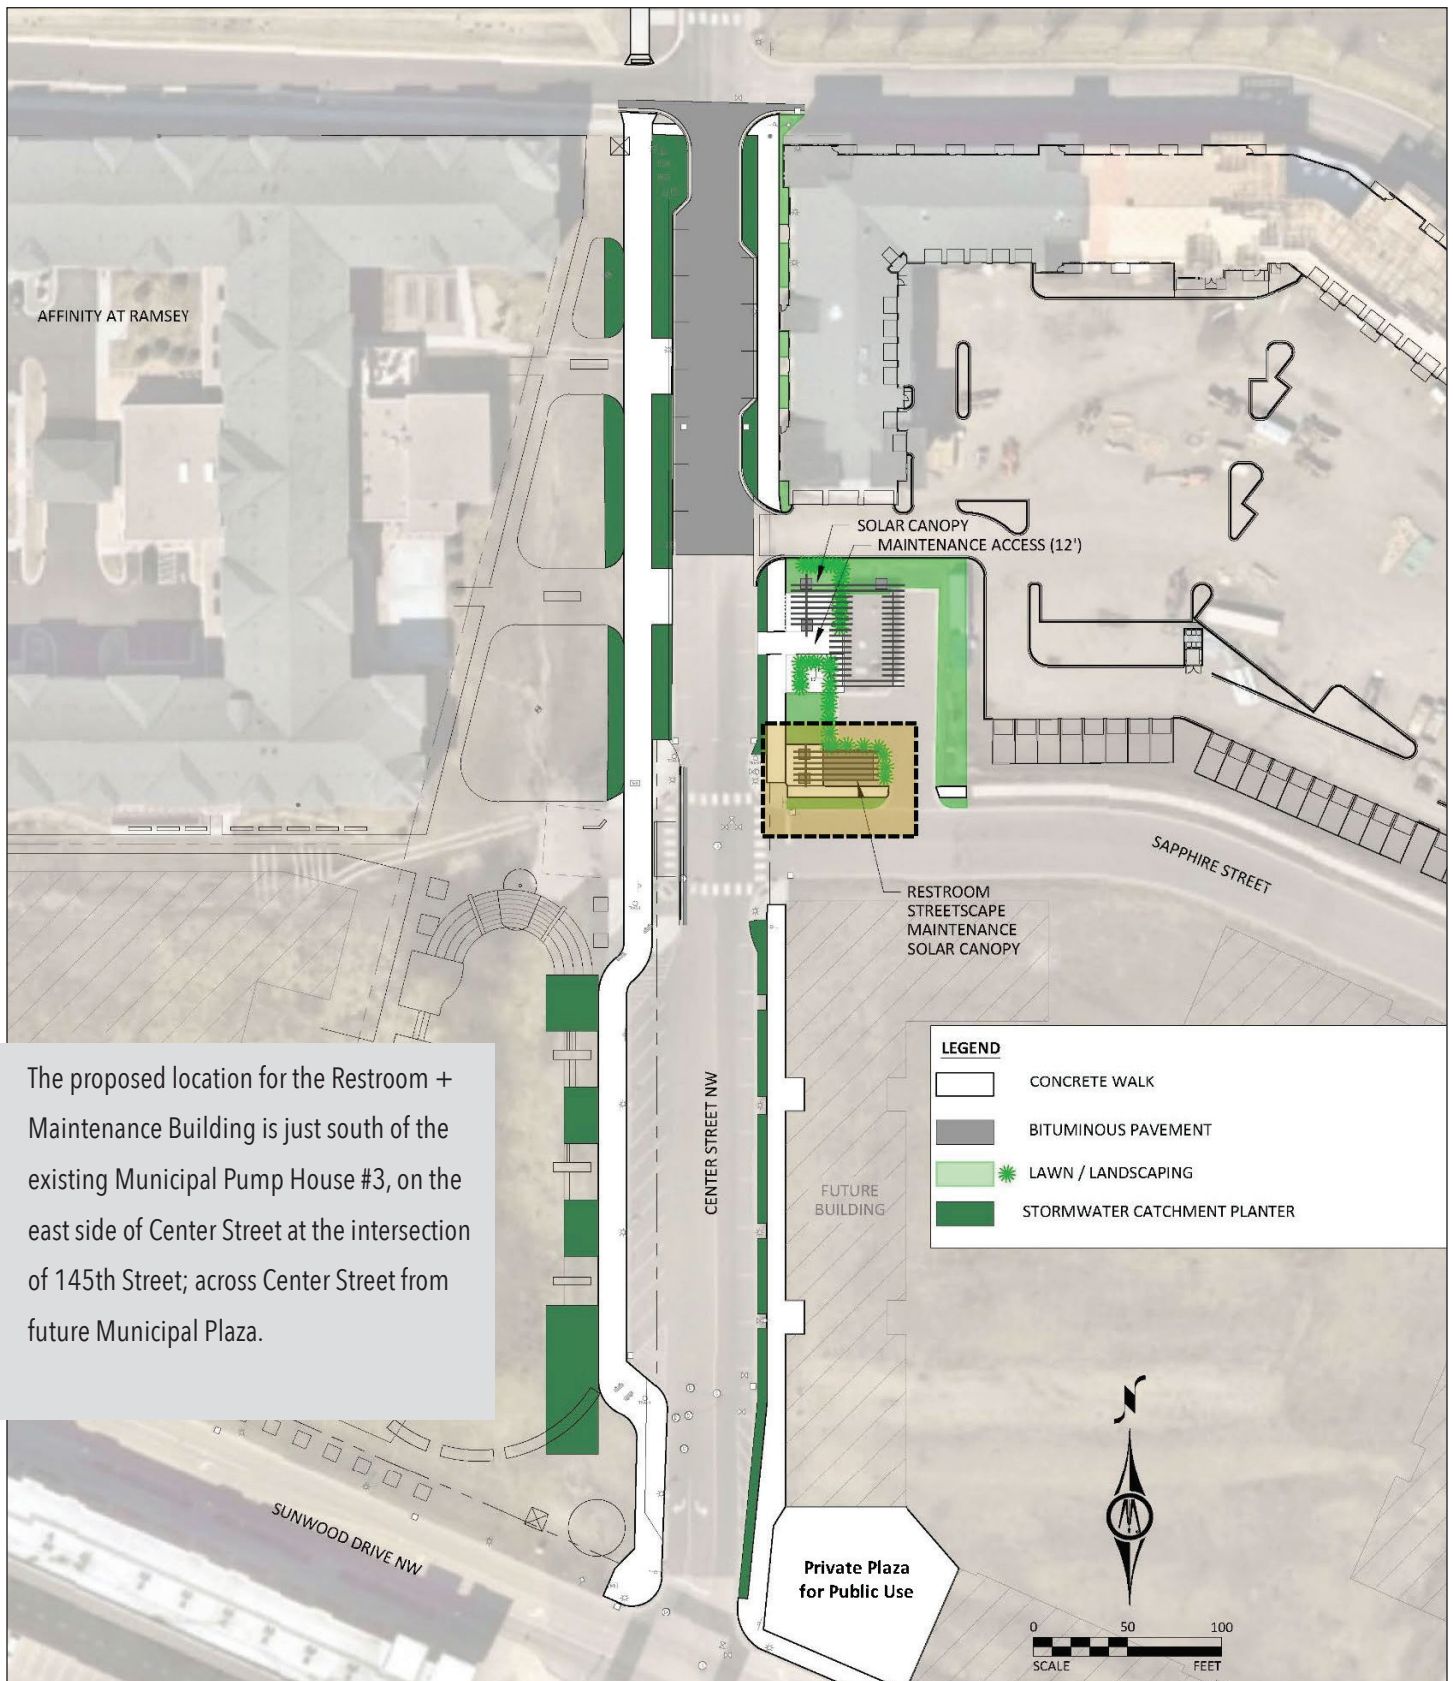 AFFINITY AT RAMSEY
SOLAR CANOPY
MAINTENANCE ACCESS (12')
SAPPHIRE STREET
RESTROOM
STREETSCAPE
MAINTENANCE
SOLAR CANOPY
The proposed location for the Restroom +
Maintenance Building is just south of the
existing Municipal Pump House #3, on the
east side of Center Street at the intersection
of 145th Street; across Center Street from
future Municipal Plaza.
CENTER STREET NW
FUTURE
BUILDING
LEGEND
CONCRETE WALK
BITUMINOUS PAVEMENT
LAWN / LANDSCAPING
STORMWATER CATCHMENT PLANTER
SUNWOOD DRIVE NW
Private Plaza
for Public Use
N
0 50 100
SCALE FEET